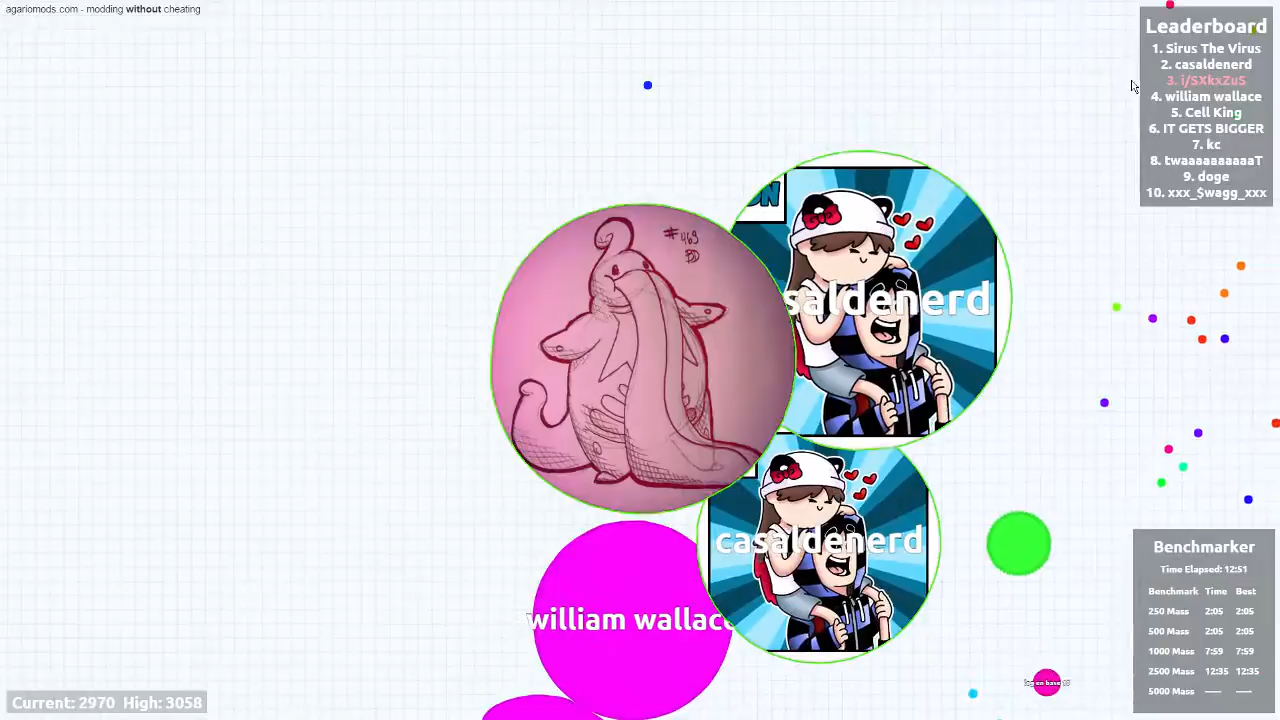 agariomods.com - modding without cheating
Leaderboard
1. Sirus The Virus
2. casaldenerd
3. i/SXkxZuS
4. william wallace
5. Cell King
6. IT GETS BIGGER
7. kc
8. twaaaaaaaaaT
9. doge
10. xxx_$wagg_xxx
#463
saldenerd
casaldenerd
william wallace
Benchmarker
Time Elapsed: 12:51
Benchmark Time Best
250 Mass 2:05 2:05
500 Mass 2:05 2:05
1000 Mass 7:59 7:59
2500 Mass 12:35 12:35
5000 Mass —— ——
Current: 2970 High: 3058